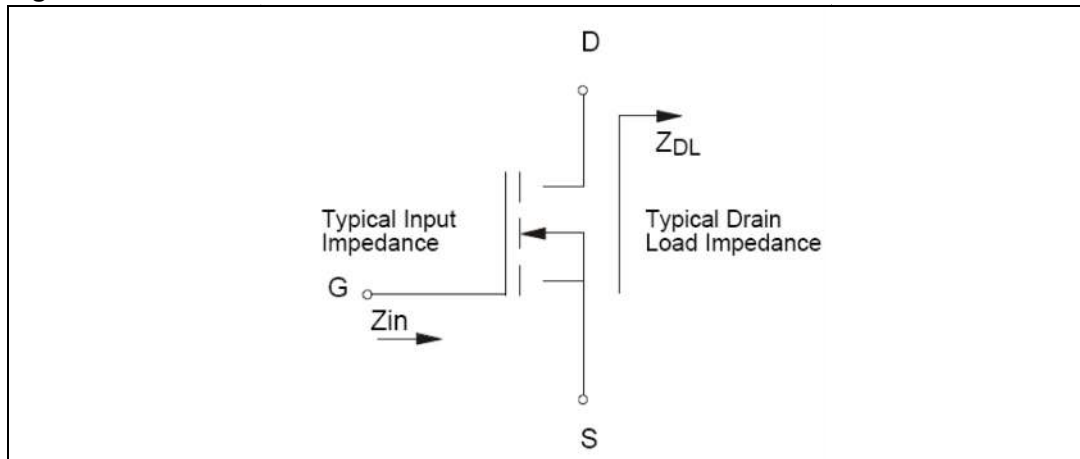 D
Z_DL
Typical Input
Impedance
Typical Drain
Load Impedance
G
Zin
S